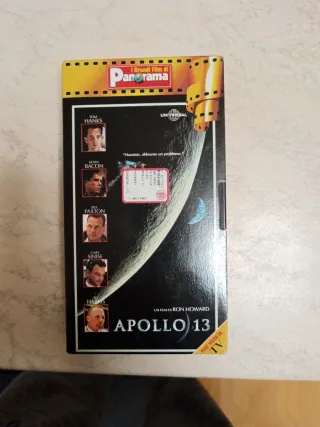 I Grandi Film di
Panorama
UNIVERSAL
TOM
HANKS
"Houston, abbiamo un problema."
KEVIN
BACON
BILL
PAXTON
GARY
SINISE
ED
HARRIS
UN FILM DI RON HOWARD
APOLLO 13
TV